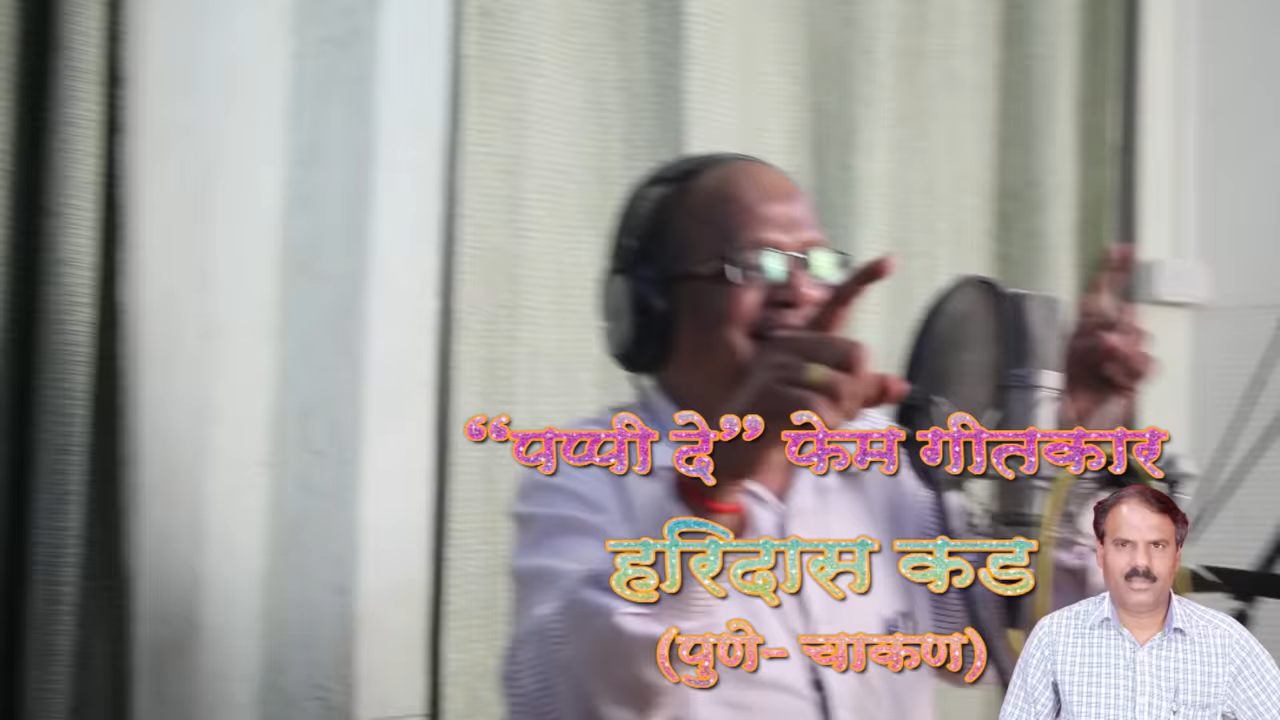 “पप्पी दे” फेम गीतकार
हरिदास कड
(पुणे- चाकण)